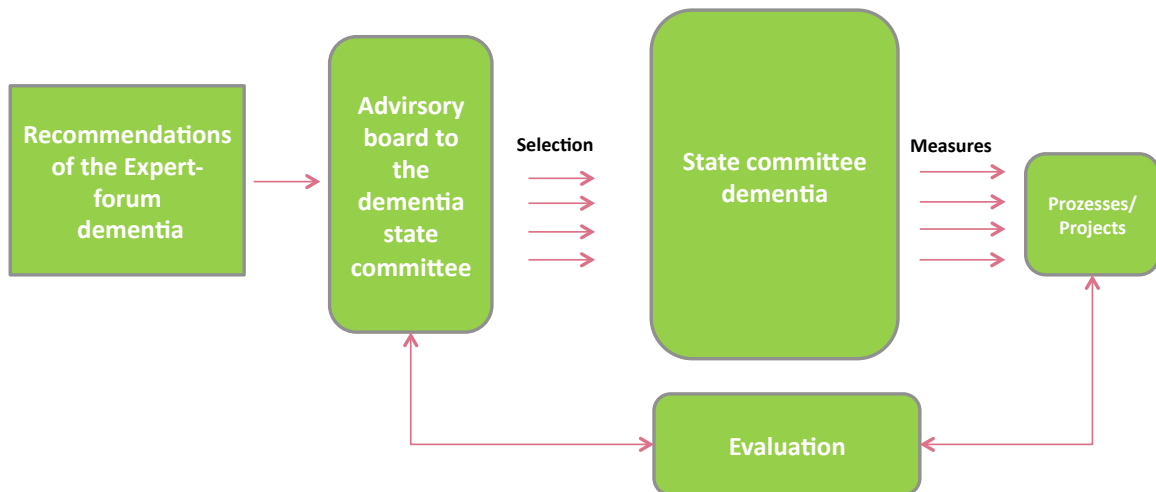 Recommendations
of the Expert-
forum
dementia
Advirsory
board to
the
dementia
state
committee
Selection
State committee
dementia
Measures
Prozesses/
Projects
Evaluation